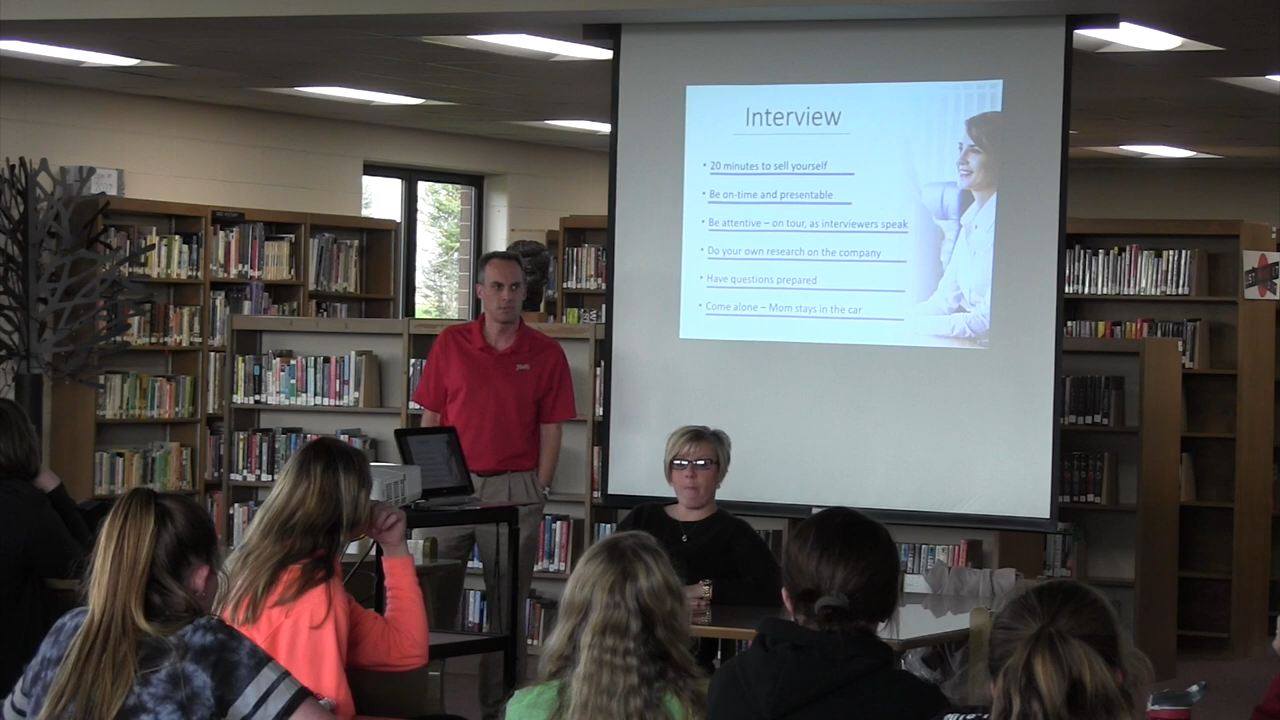 Interview
• 20 minutes to sell yourself
• Be on-time and presentable
• Be attentive – on tour, as interviewers speak
• Do your own research on the company
• Have questions prepared
• Come alone – Mom stays in the car